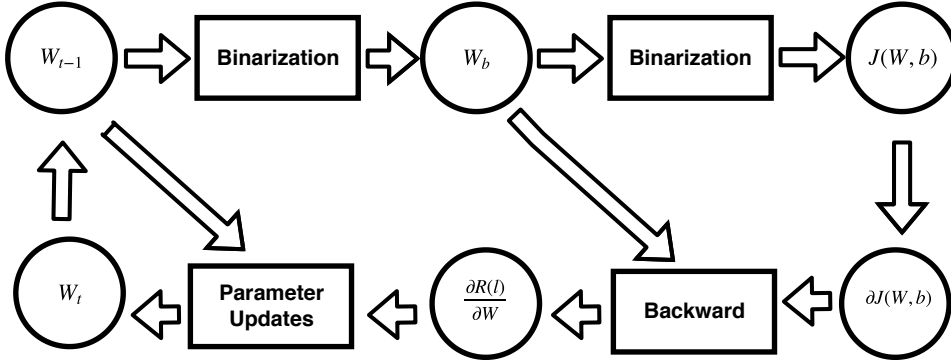 W_{t−1}
Binarization
W_b
Binarization
J(W, b)
W_t
Parameter
Updates
∂R(l)
∂W
Backward
∂J(W, b)